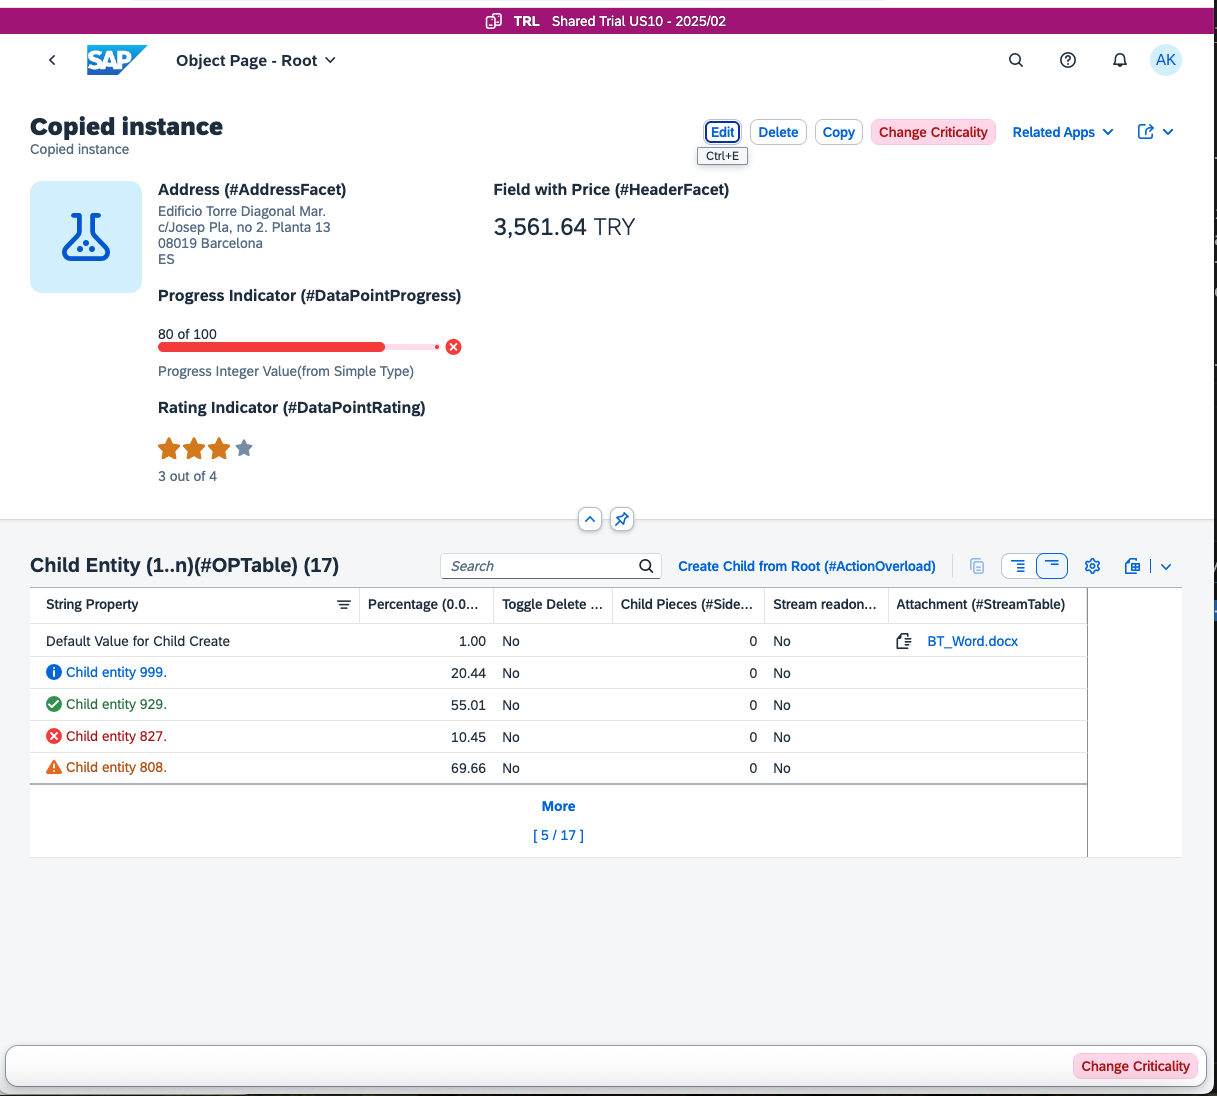 TRL Shared Trial US10 - 2025/02
SAP Object Page - Root AK
Copied instance
Copied instance
Edit Delete Copy Change Criticality Related Apps
Ctrl+E
Address (#AddressFacet)
Edificio Torre Diagonal Mar.
c/Josep Pla, no 2. Planta 13
08019 Barcelona
ES
Field with Price (#HeaderFacet)
3,561.64 TRY
Progress Indicator (#DataPointProgress)
80 of 100
Progress Integer Value(from Simple Type)
Rating Indicator (#DataPointRating)
3 out of 4
Child Entity (1..n)(#OPTable) (17) Search Create Child from Root (#ActionOverload)
String Property Percentage (0.0... Toggle Delete ... Child Pieces (#Side... Stream readon... Attachment (#StreamTable)
Default Value for Child Create 1.00 No 0 No BT_Word.docx
Child entity 999. 20.44 No 0 No
Child entity 929. 55.01 No 0 No
Child entity 827. 10.45 No 0 No
Child entity 808. 69.66 No 0 No
More
[ 5 / 17 ]
Change Criticality